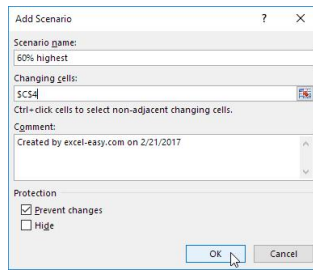 Add Scenario ? ×
Scenario name:
60% highest
Changing cells:
$C$4
Ctrl+click cells to select non-adjacent changing cells.
Comment:
Created by excel-easy.com on 2/21/2017
Protection
Prevent changes
Hide
OK Cancel